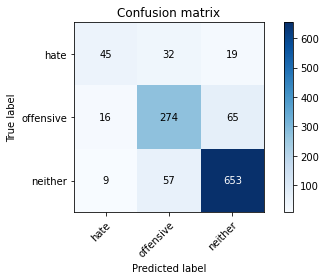 Confusion matrix
True label
hate 45 32 19
offensive 16 274 65
neither 9 57 653
hate offensive neither
Predicted label
600
500
400
300
200
100